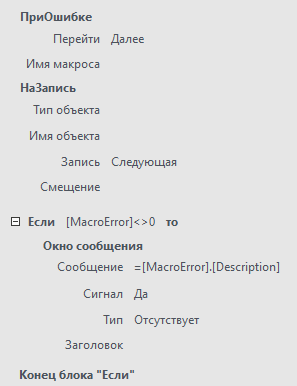 ПриОшибке
Перейти Далее
Имя макроса
НаЗапись
Тип объекта
Имя объекта
Запись Следующая
Смещение
Если [MacroError]<>0 то
Окно сообщения
Сообщение =[MacroError].[Description]
Сигнал Да
Тип Отсутствует
Заголовок
Конец блока "Если"